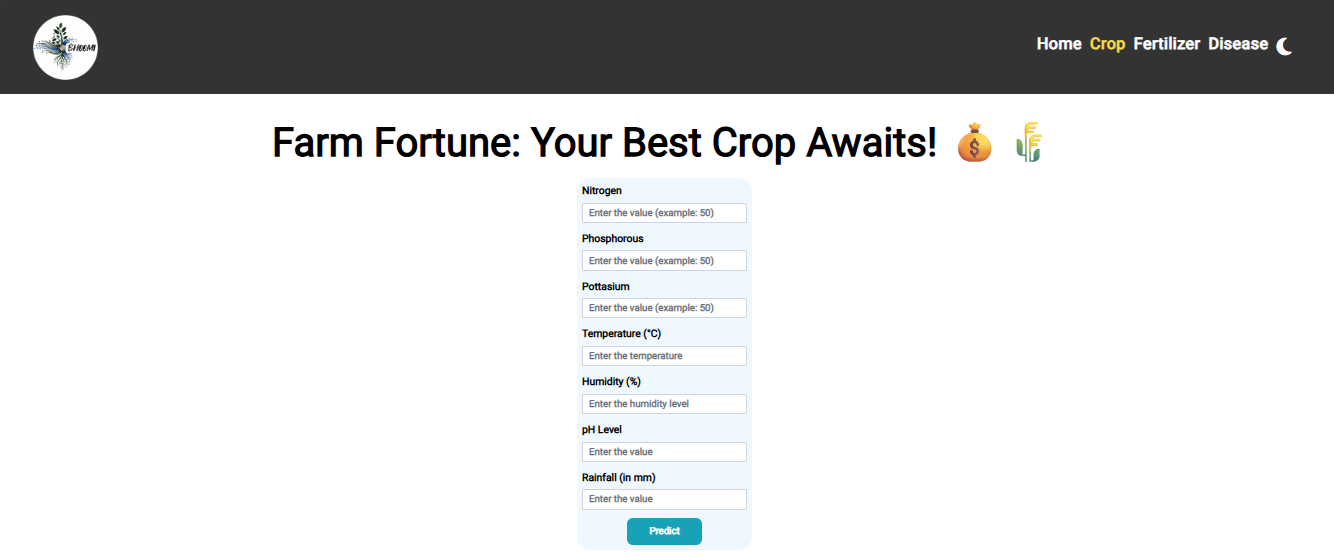 BHOOMI
Home Crop Fertilizer Disease
Farm Fortune: Your Best Crop Awaits! 💰 🌾
Nitrogen
Enter the value (example: 50)
Phosphorous
Enter the value (example: 50)
Pottasium
Enter the value (example: 50)
Temperature (°C)
Enter the temperature
Humidity (%)
Enter the humidity level
pH Level
Enter the value
Rainfall (in mm)
Enter the value
Predict